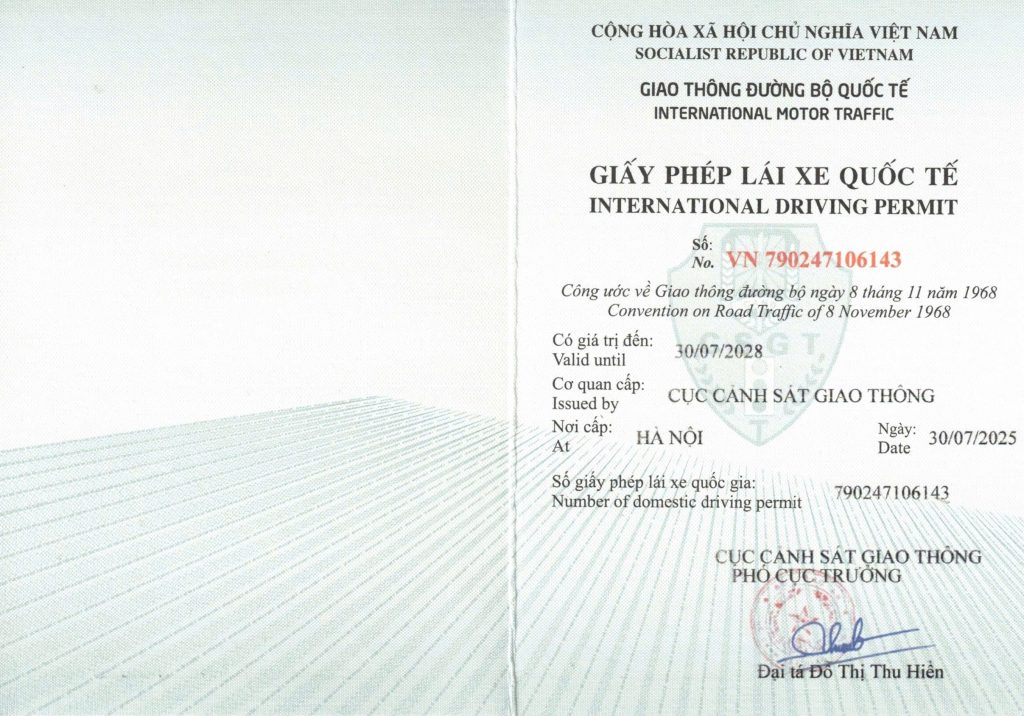 CỘNG HÒA XÃ HỘI CHỦ NGHĨA VIỆT NAM
SOCIALIST REPUBLIC OF VIETNAM
GIAO THÔNG ĐƯỜNG BỘ QUỐC TẾ
INTERNATIONAL MOTOR TRAFFIC
GIẤY PHÉP LÁI XE QUỐC TẾ
INTERNATIONAL DRIVING PERMIT
Số:
No. VN 790247106143
Công ước về Giao thông đường bộ ngày 8 tháng 11 năm 1968
Convention on Road Traffic of 8 November 1968
CSGT
Có giá trị đến:
Valid until 30/07/2028
Cơ quan cấp:
Issued by CỤC CẢNH SÁT GIAO THÔNG
Nơi cấp:
At HÀ NỘI
Ngày:
Date 30/07/2025
T
Số giấy phép lái xe quốc gia:
Number of domestic driving permit 790247106143
CỤC CẢNH SÁT GIAO THÔNG
PHÓ CỤC TRƯỞNG
Đại tá Đỗ Thị Thu Hiền